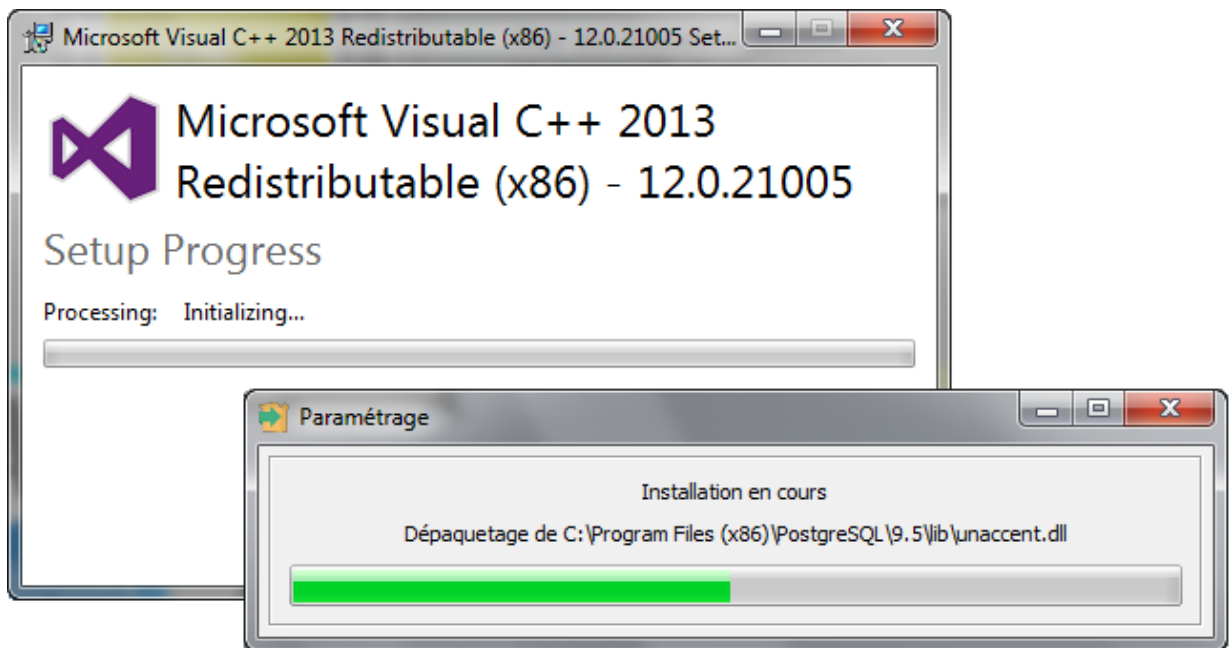 Microsoft Visual C++ 2013 Redistributable (x86) - 12.0.21005 Set...
Microsoft Visual C++ 2013
Redistributable (x86) - 12.0.21005
Setup Progress
Processing: Initializing...
Paramétrage
Installation en cours
Dépaquetage de C:\Program Files (x86)\PostgreSQL\9.5\lib\unaccent.dll